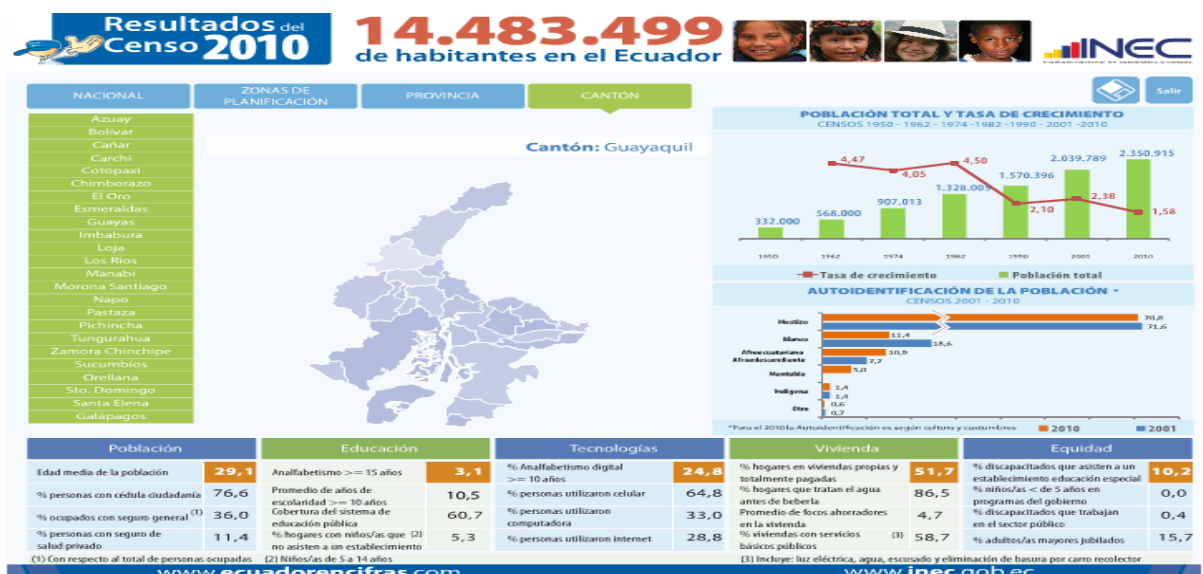 Resultados del
Censo 2010
14.483.499
de habitantes en el Ecuador
INEC
NACIONAL
ZONAS DE
PLANIFICACIÓN
PROVINCIA
CANTÓN
Salir
Azuay
Bolívar
Cañar
Carchi
Cotopaxi
Chimborazo
El Oro
Esmeraldas
Guayas
Imbabura
Loja
Los Ríos
Manabí
Morona Santiago
Napo
Pastaza
Pichincha
Tungurahua
Zamora Chinchipe
Sucumbíos
Orellana
Sto. Domingo
Santa Elena
Galápagos
Cantón: Guayaquil
POBLACIÓN TOTAL Y TASA DE CRECIMIENTO
CENSOS 1950 - 1962 - 1974 -1982 -1990 - 2001 -2010
332.000
568.000
907.013
1.328.005
1.570.396
2.039.789
2.350.915
4,47
4,05
4,50
2,10
2,38
1,58
1950
1962
1974
1982
1990
2001
2010
Tasa de crecimiento
Población total
AUTOIDENTIFICACIÓN DE LA POBLACIÓN *
CENSOS 2001 - 2010
Mestizo
70,8
71,6
Blanco
11,4
18,6
Afroecuatoriano
Afrodescendiente
10,9
7,7
Montubio
5,0
Indígena
1,4
1,4
Otro
0,6
0,7
*Para el 2010 la Autoidentificación es según cultura y costumbres
2010
2001
Población
Edad media de la población 29,1
% personas con cédula ciudadanía 76,6
% ocupados con seguro general (1) 36,0
% personas con seguro de
salud privado 11,4
Educación
Analfabetismo >= 15 años 3,1
Promedio de años de
escolaridad >= 10 años 10,5
Cobertura del sistema de
educación pública 60,7
% hogares con niños/as que (2)
no asisten a un establecimiento 5,3
Tecnologías
% Analfabetismo digital
>= 10 años 24,8
% personas utilizaron celular 64,8
% personas utilizaron
computadora 33,0
% personas utilizaron internet 28,8
Vivienda
% hogares en viviendas propias y
totalmente pagadas 51,7
% hogares que tratan el agua
antes de beberla 86,5
Promedio de focos ahorradores
en la vivienda 4,7
% viviendas con servicios (3)
básicos públicos 58,7
Equidad
% discapacitados que asisten a un
establecimiento educación especial 10,2
% niños/as < de 5 años en
programas del gobierno 0,0
% discapacitados que trabajan
en el sector público 0,4
% adultos/as mayores jubilados 15,7
(1) Con respecto al total de personas ocupadas
(2) Niños/as de 5 a 14 años
(3) Incluye: luz eléctrica, agua, escusado y eliminación de basura por carro recolector
www.ecuadorencifras.com
www.inec.gob.ec